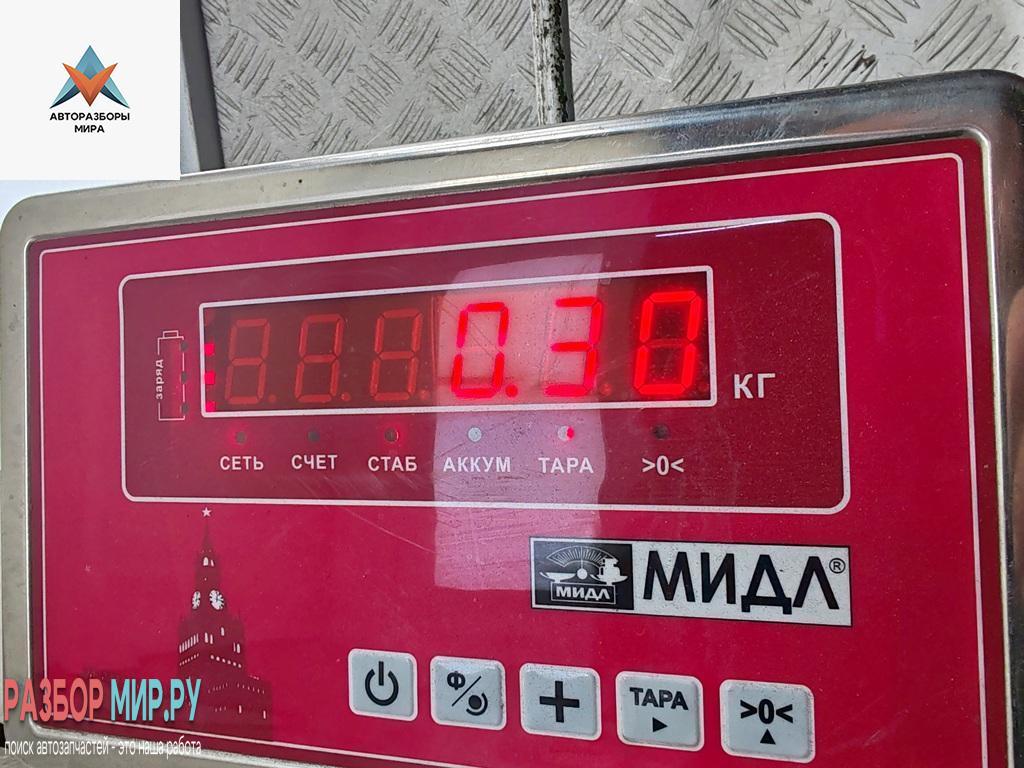 АВТОРАЗБОРЫ
МИРА
заряд
0.30 КГ
СЕТЬ СЧЕТ СТАБ АККУМ ТАРА >0<
МИДЛ МИДЛ®
Ф/
+
ТАРА
>0<
РАЗБОР МИР.РУ
поиск автозапчастей - это наша работа